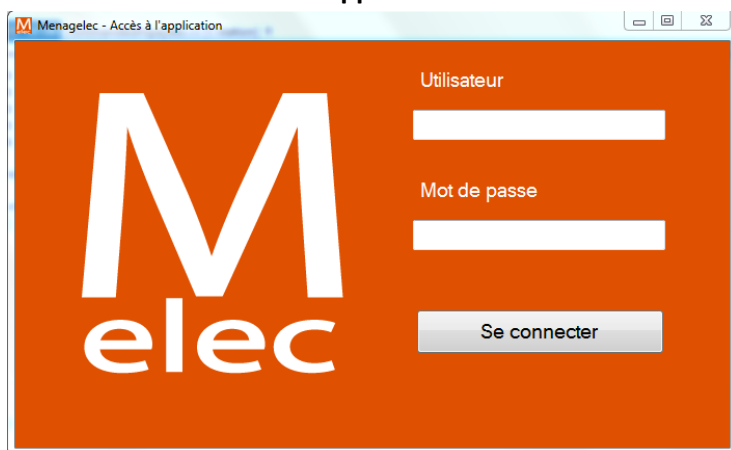 Menagelec - Accès à l'application
M
elec
Utilisateur
Mot de passe
Se connecter